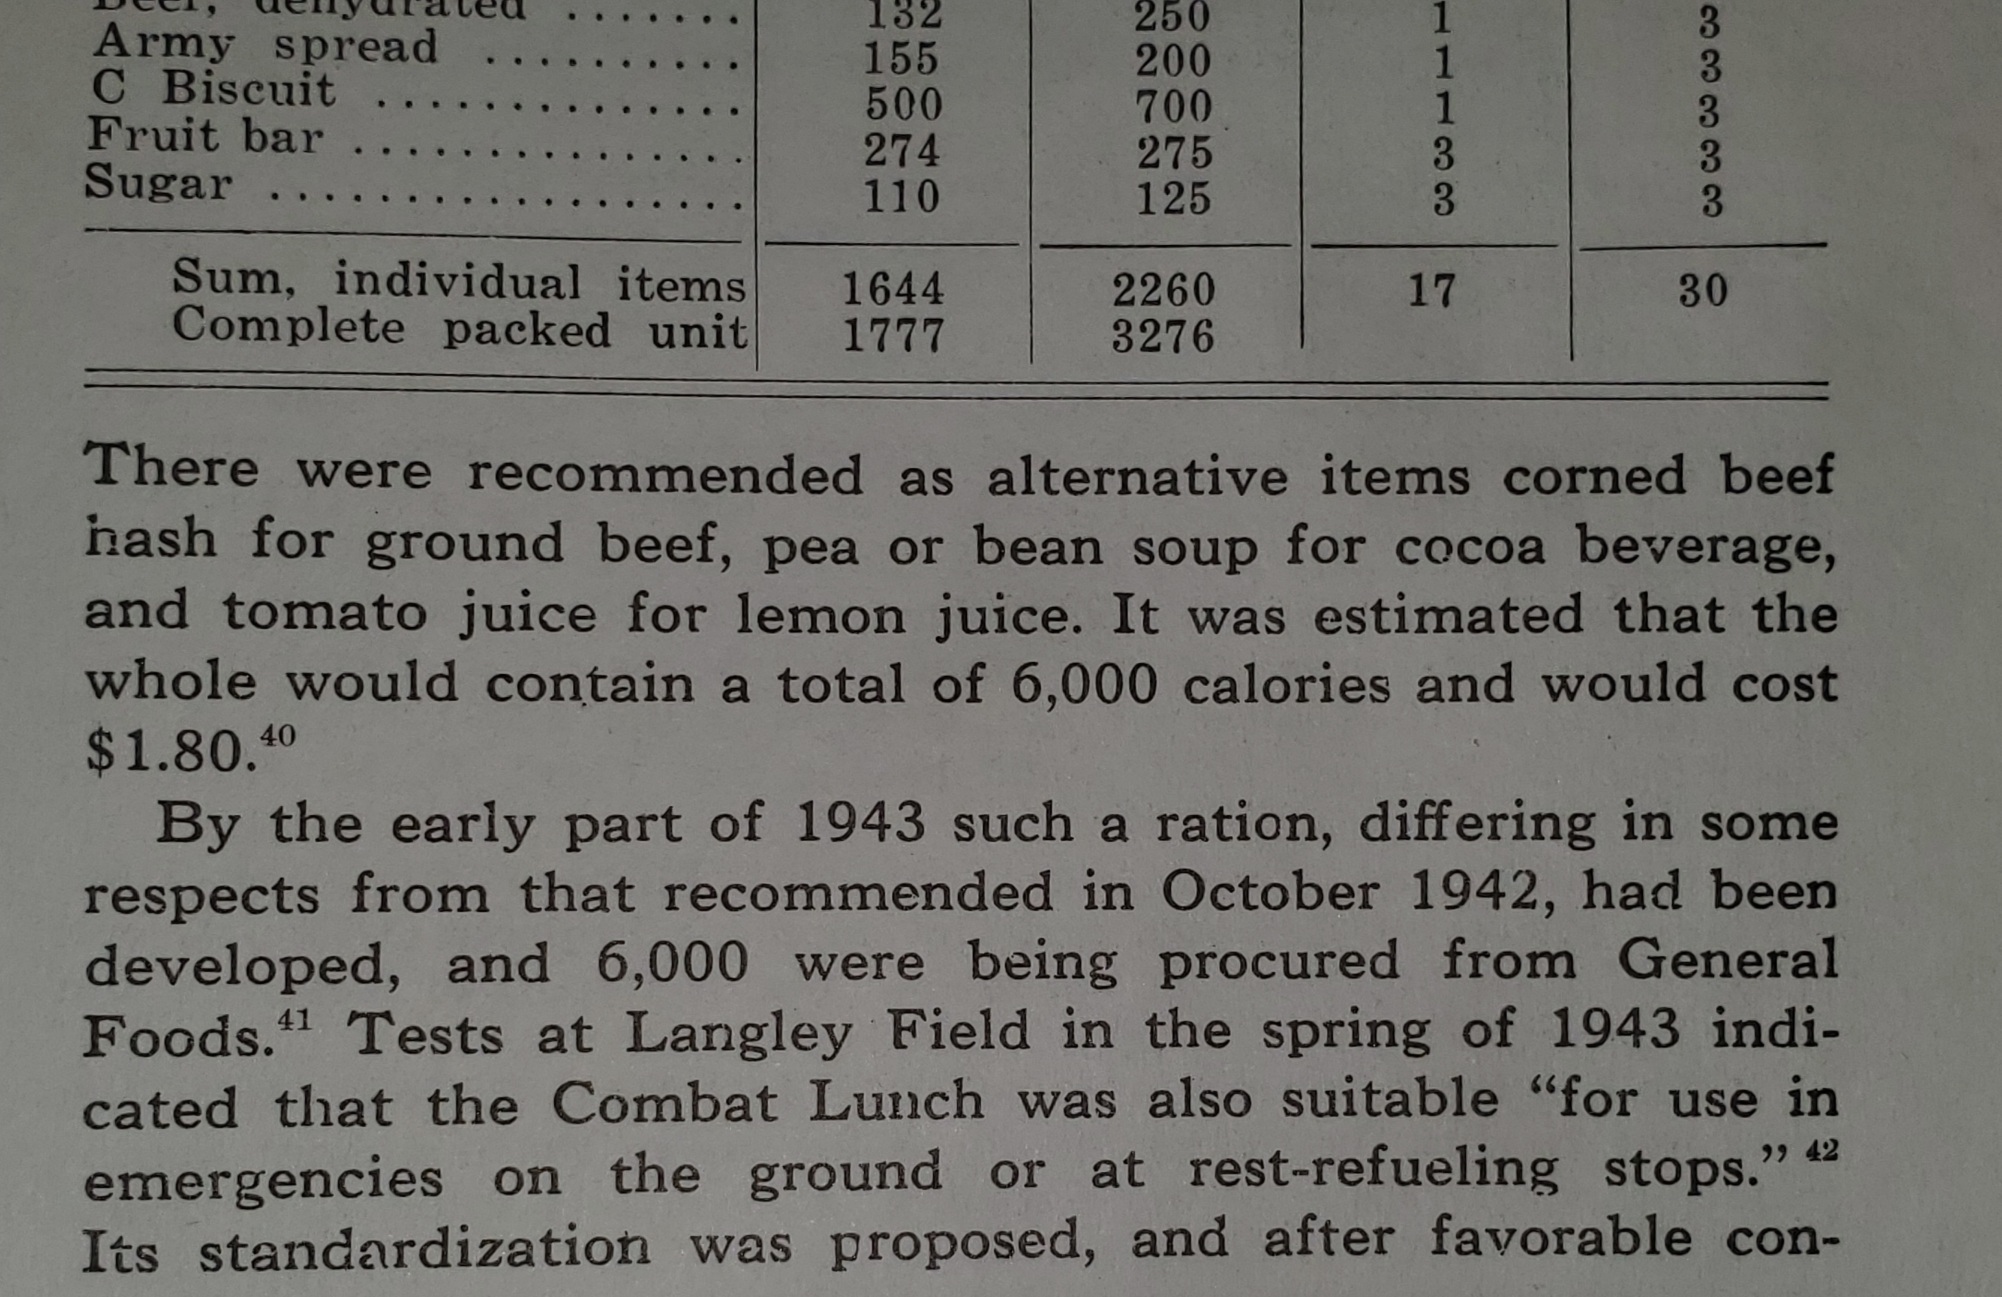 Beef, dehydrated ....... 132 250 1 3
Army spread .......... 155 200 1 3
C Biscuit .............. 500 700 1 3
Fruit bar ............... 274 275 3 3
Sugar .................. 110 125 3 3
Sum, individual items 1644 2260 17 30
Complete packed unit 1777 3276
There were recommended as alternative items corned beef
hash for ground beef, pea or bean soup for cocoa beverage,
and tomato juice for lemon juice. It was estimated that the
whole would contain a total of 6,000 calories and would cost
$1.80.40
By the early part of 1943 such a ration, differing in some
respects from that recommended in October 1942, had been
developed, and 6,000 were being procured from General
Foods.41 Tests at Langley Field in the spring of 1943 indi-
cated that the Combat Lunch was also suitable “for use in
emergencies on the ground or at rest-refueling stops.” 42
Its standardization was proposed, and after favorable con-